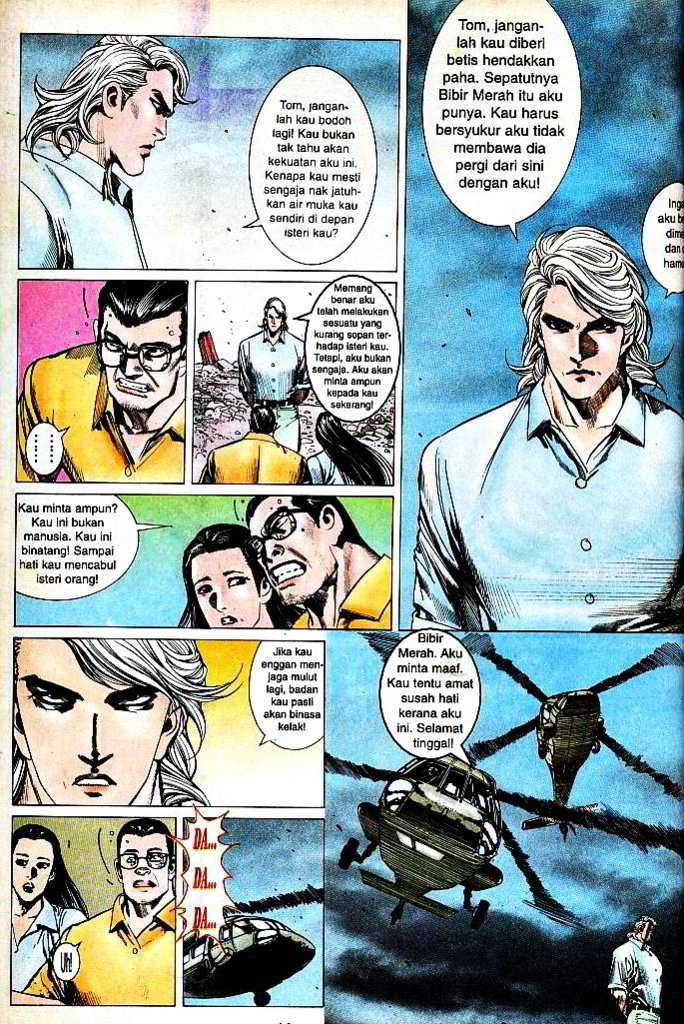 Tom, jangan-
lah kau bodoh
lagi! Kau bukan
tak tahu akan
kekuatan aku ini.
Kenapa kau mesti
sengaja nak jatuh-
kan air muka kau
sendiri di depan
isteri kau?
Tom, jangan-
lah kau diberi
betis hendakkan
paha. Sepatutnya
Bibir Merah itu aku
punya. Kau harus
bersyukur aku tidak
membawa dia
pergi dari sini
dengan aku!
aku
Memang
benar aku
telah melakukan
sesuatu yang
kurang sopan ter-
hadap isteri kau.
Tetapi, aku bukan
sengaja. Aku akan
minta ampun
kepada kau
sekarang!
Kau minta ampun?
Kau ini bukan
manusia. Kau ini
binatang! Sampai
hati kau mencabul
isteri orang!
Jika kau
enggan men-
jaga mulut
lagi, badan
kau pasti
akan binasa
kelak!
Bibir
Merah. Aku
minta maaf.
Kau tentu amat
susah hati
kerana aku
ini. Selamat
tinggal!
Uh!
DA...
DA...
DA...